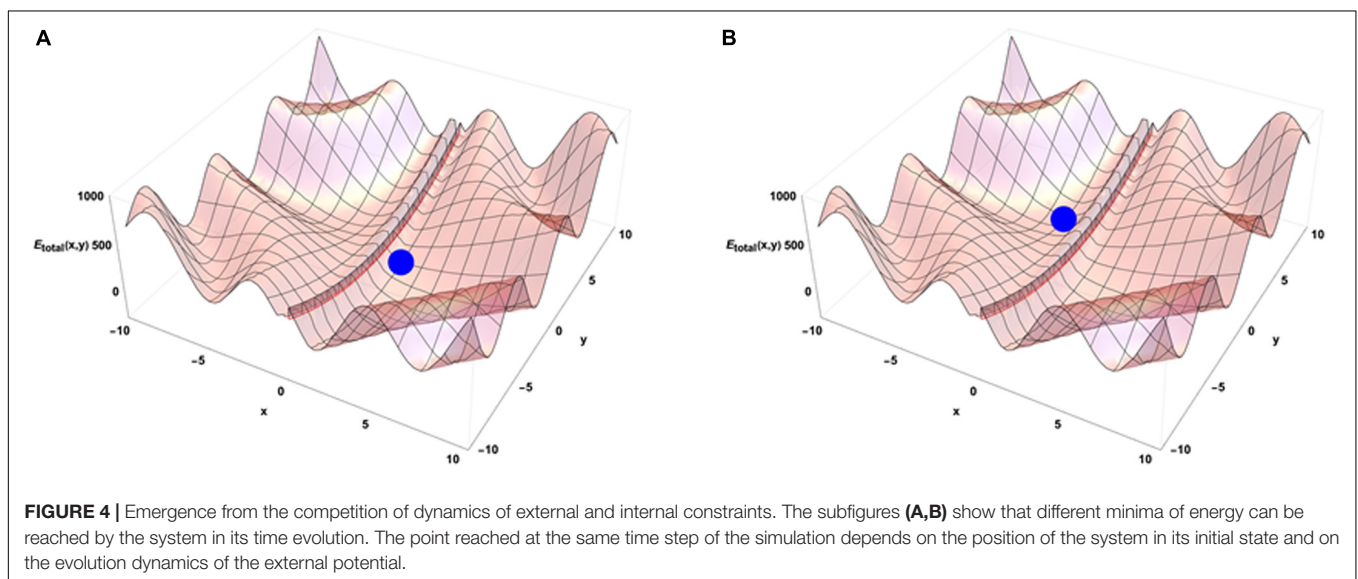 A
B
1000
E_total(x,y) 500
0
-10
-5
0
x
5
10
-10
-5
0
y
5
10
1000
E_total(x,y) 500
0
-10
-5
0
x
5
10
-10
-5
0
y
5
10
FIGURE 4 | Emergence from the competition of dynamics of external and internal constraints. The subfigures (A,B) show that different minima of energy can be
reached by the system in its time evolution. The point reached at the same time step of the simulation depends on the position of the system in its initial state and on
the evolution dynamics of the external potential.